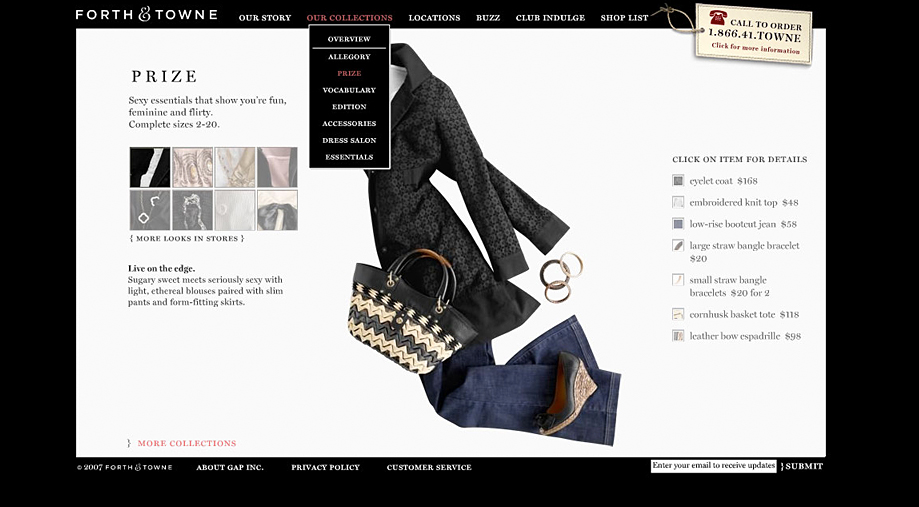 FORTH & TOWNE
OUR STORY
OUR COLLECTIONS
LOCATIONS
BUZZ
CLUB INDULGE
SHOP LIST
CALL TO ORDER
1.866.41.TOWNE
Click for more information
OVERVIEW
ALLEGORY
PRIZE
VOCABULARY
EDITION
ACCESSORIES
DRESS SALON
ESSENTIALS
PRIZE
Sexy essentials that show you're fun,
feminine and flirty.
Complete sizes 2-20.
{ MORE LOOKS IN STORES }
Live on the edge.
Sugary sweet meets seriously sexy with
light, ethereal blouses paired with slim
pants and form-fitting skirts.
} MORE COLLECTIONS
CLICK ON ITEM FOR DETAILS
eyelet coat $168
embroidered knit top $48
low-rise bootcut jean $58
large straw bangle bracelet
$20
small straw bangle
bracelets $20 for 2
cornhusk basket tote $118
leather bow espadrille $98
© 2007 FORTH & TOWNE
ABOUT GAP INC.
PRIVACY POLICY
CUSTOMER SERVICE
Enter your email to receive updates
} SUBMIT